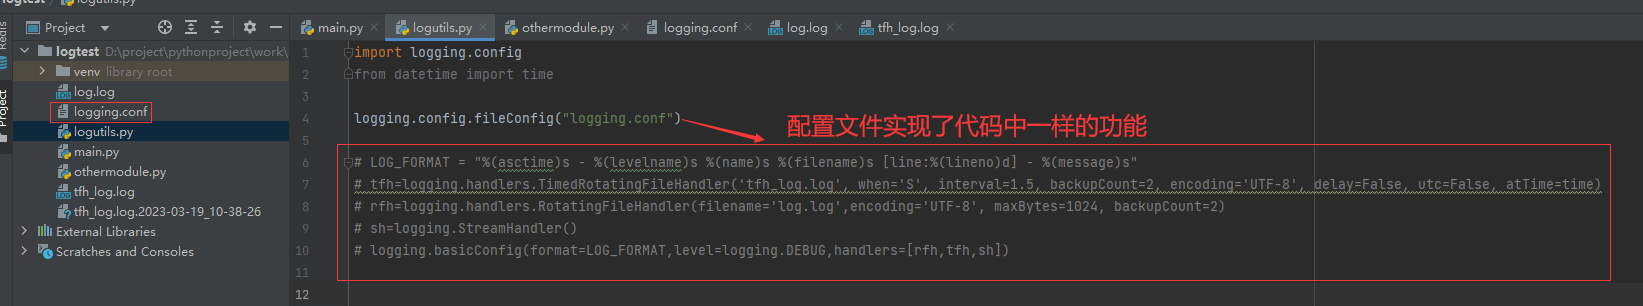 logtest
Project
main.py
logutils.py
othermodule.py
logging.conf
log.log
tfh_log.log
Redis
Project
logtest D:\project\pythonproject\work\
venv library root
log.log
logging.conf
logutils.py
main.py
othermodule.py
tfh_log.log
tfh_log.log.2023-03-19_10-38-26
External Libraries
Scratches and Consoles
1 import logging.config
2 from datetime import time
3
4 logging.config.fileConfig("logging.conf")
配置文件实现了代码中一样的功能
5
6 # LOG_FORMAT = "%(asctime)s - %(levelname)s %(name)s %(filename)s [line:%(lineno)d] - %(message)s"
7 # tfh=logging.handlers.TimedRotatingFileHandler('tfh_log.log', when='S', interval=1.5, backupCount=2, encoding='UTF-8', delay=False, utc=False, atTime=time)
8 # rfh=logging.handlers.RotatingFileHandler(filename='log.log',encoding='UTF-8', maxBytes=1024, backupCount=2)
9 # sh=logging.StreamHandler()
10 # logging.basicConfig(format=LOG_FORMAT,level=logging.DEBUG,handlers=[rfh,tfh,sh])
11
12